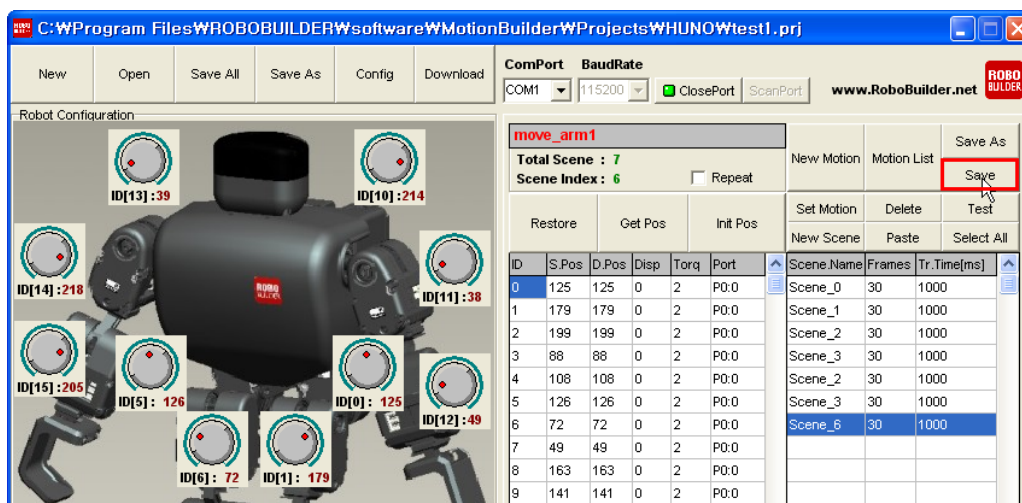 C:₩Program Files₩ROBOBUILDER₩software₩MotionBuilder₩Projects₩HUNO₩test1.prj
New Open Save All Save As Config Download
ComPort BaudRate
COM1 115200 ClosePort ScanPort
www.RoboBuilder.net
ROBO
BUILDER
Robot Configuration
ID[13]:39
ID[10]:214
ID[14]:218
ID[11]:38
ROBO
BUILDER
ID[15]:205
ID[5]: 126
ID[0]: 125
ID[12]:49
ID[6]: 72
ID[1]: 179
move_arm1
Total Scene : 7
Scene Index: 6
Repeat
New Motion Motion List Save As
Save
Restore Get Pos Init Pos
Set Motion Delete Test
New Scene Paste Select All
ID S.Pos D.Pos Disp Torq Port
0 125 125 0 2 P0:0
1 179 179 0 2 P0:0
2 199 199 0 2 P0:0
3 88 88 0 2 P0:0
4 108 108 0 2 P0:0
5 126 126 0 2 P0:0
6 72 72 0 2 P0:0
7 49 49 0 2 P0:0
8 163 163 0 2 P0:0
9 141 141 0 2 P0:0
Scene.Name Frames Tr.Time[ms]
Scene_0 30 1000
Scene_1 30 1000
Scene_2 30 1000
Scene_3 30 1000
Scene_2 30 1000
Scene_3 30 1000
Scene_6 30 1000